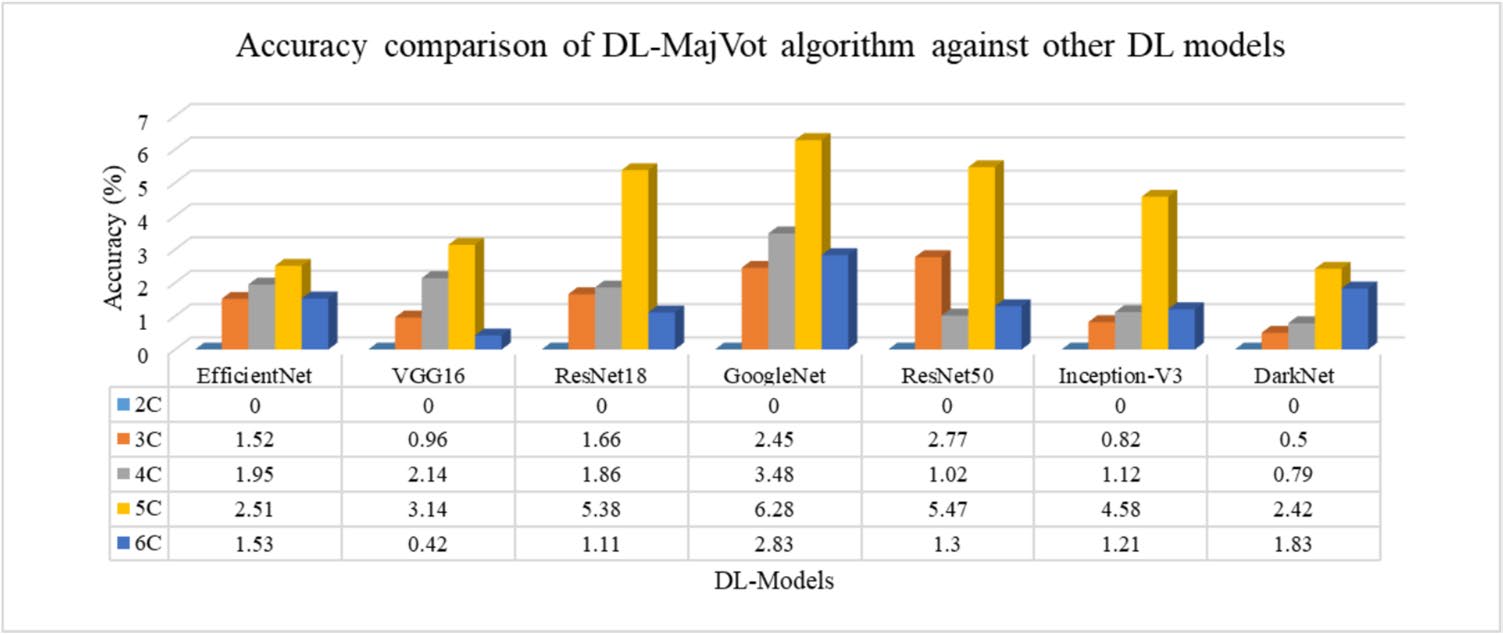 Accuracy comparison of DL-MajVot algorithm against other DL models
Accuracy (%)
7
6
5
4
3
2
1
0
EfficientNet VGG16 ResNet18 GoogleNet ResNet50 Inception-V3 DarkNet
2C 0 0 0 0 0 0 0
3C 1.52 0.96 1.66 2.45 2.77 0.82 0.5
4C 1.95 2.14 1.86 3.48 1.02 1.12 0.79
5C 2.51 3.14 5.38 6.28 5.47 4.58 2.42
6C 1.53 0.42 1.11 2.83 1.3 1.21 1.83
DL-Models